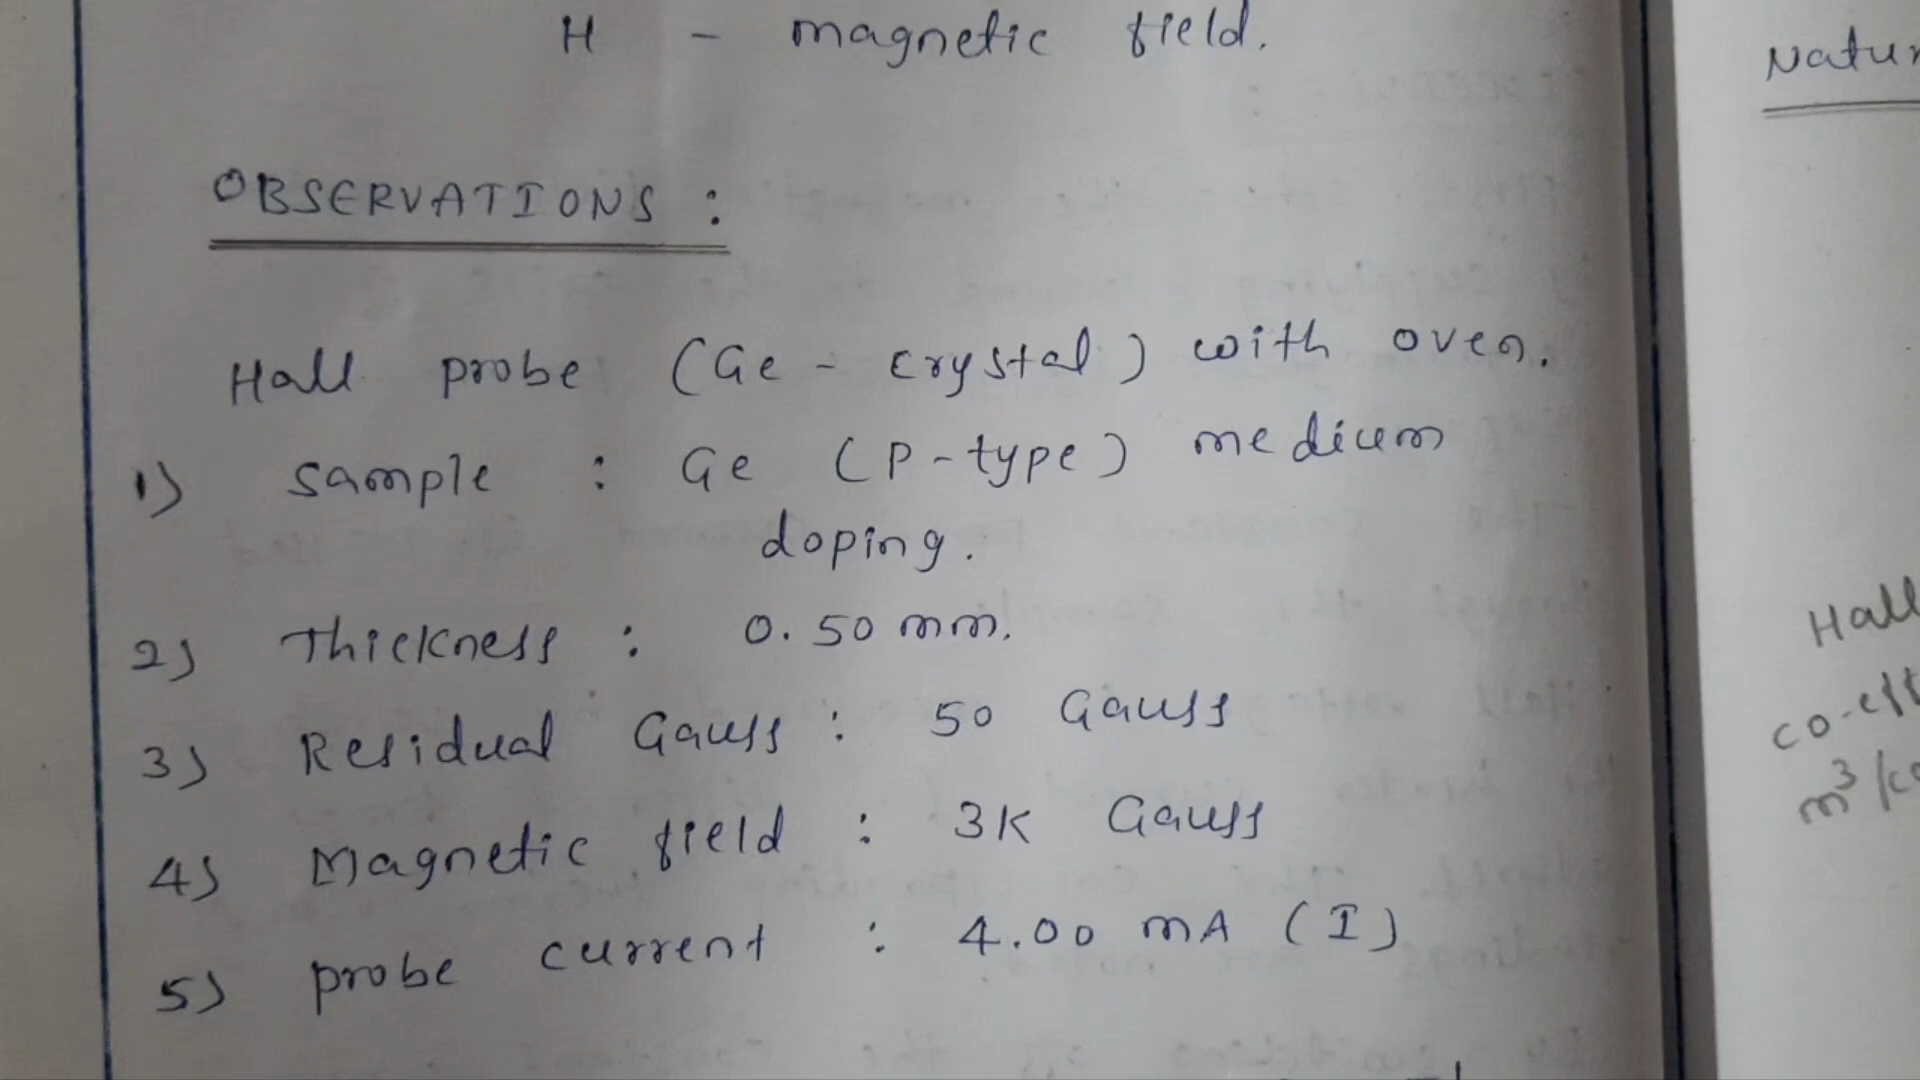 H - magnetic field.
OBSERVATIONS :
Hall probe (Ge - crystal) with oven.
1) Sample : Ge (P-type) medium
doping.
2) Thickness : 0.50 mm.
3) Residual Gauss : 50 Gauss
4) Magnetic field : 3K Gauss
5) probe current : 4.00 mA (I)
Hall
m³/